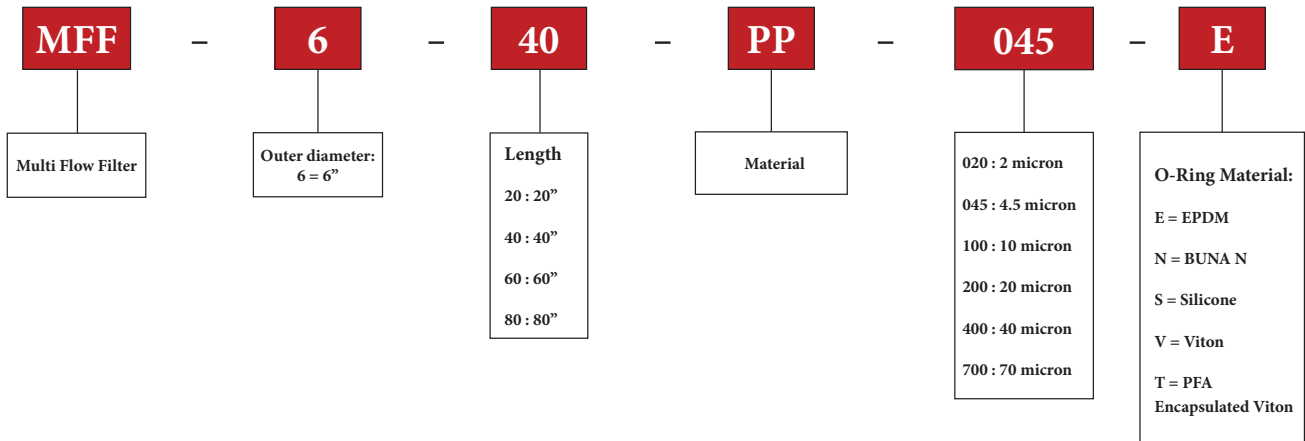 MFF – 6 – 40 – PP – 045 – E
Multi Flow Filter
Outer diameter:
6 = 6”
Length
20 : 20”
40 : 40”
60 : 60”
80 : 80”
Material
020 : 2 micron
045 : 4.5 micron
100 : 10 micron
200 : 20 micron
400 : 40 micron
700 : 70 micron
O-Ring Material:
E = EPDM
N = BUNA N
S = Silicone
V = Viton
T = PFA
Encapsulated Viton